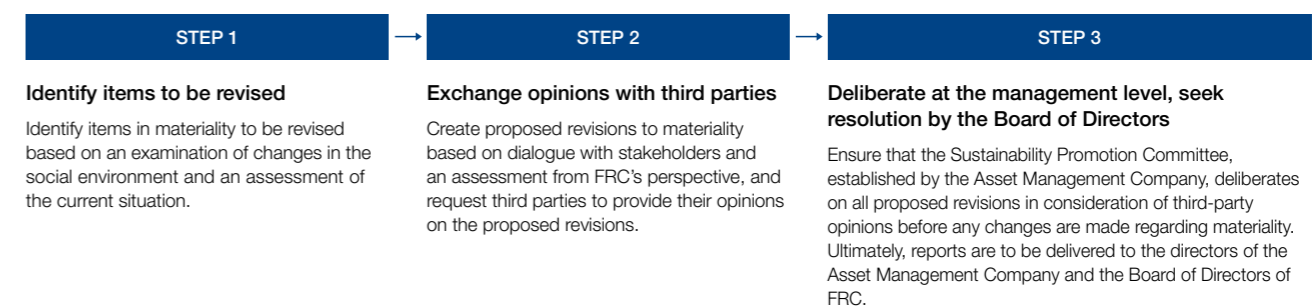 STEP 1
Identify items to be revised
Identify items in materiality to be revised
based on an examination of changes in the
social environment and an assessment of
the current situation.
STEP 2
Exchange opinions with third parties
Create proposed revisions to materiality
based on dialogue with stakeholders and
an assessment from FRC's perspective, and
request third parties to provide their opinions
on the proposed revisions.
STEP 3
Deliberate at the management level, seek
resolution by the Board of Directors
Ensure that the Sustainability Promotion Committee,
established by the Asset Management Company, deliberates
on all proposed revisions in consideration of third-party
opinions before any changes are made regarding materiality.
Ultimately, reports are to be delivered to the directors of the
Asset Management Company and the Board of Directors of
FRC.